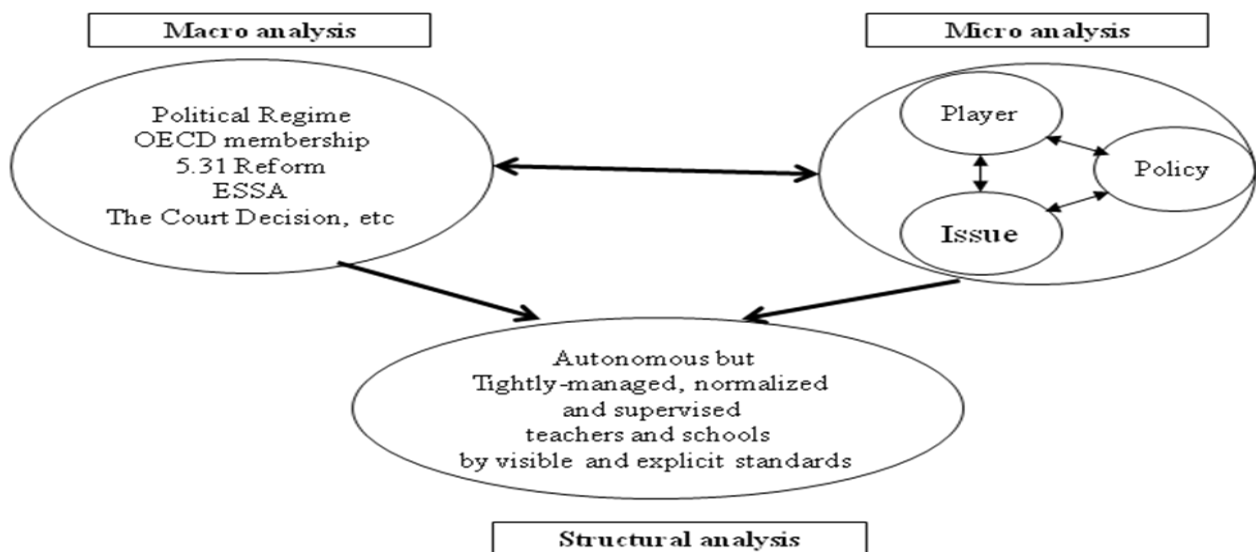 Macro analysis
Political Regime
OECD membership
5.31 Reform
ESSA
The Court Decision, etc
Micro analysis
Player
Policy
Issue
Autonomous but
Tightly-managed, normalized
and supervised
teachers and schools
by visible and explicit standards
Structural analysis